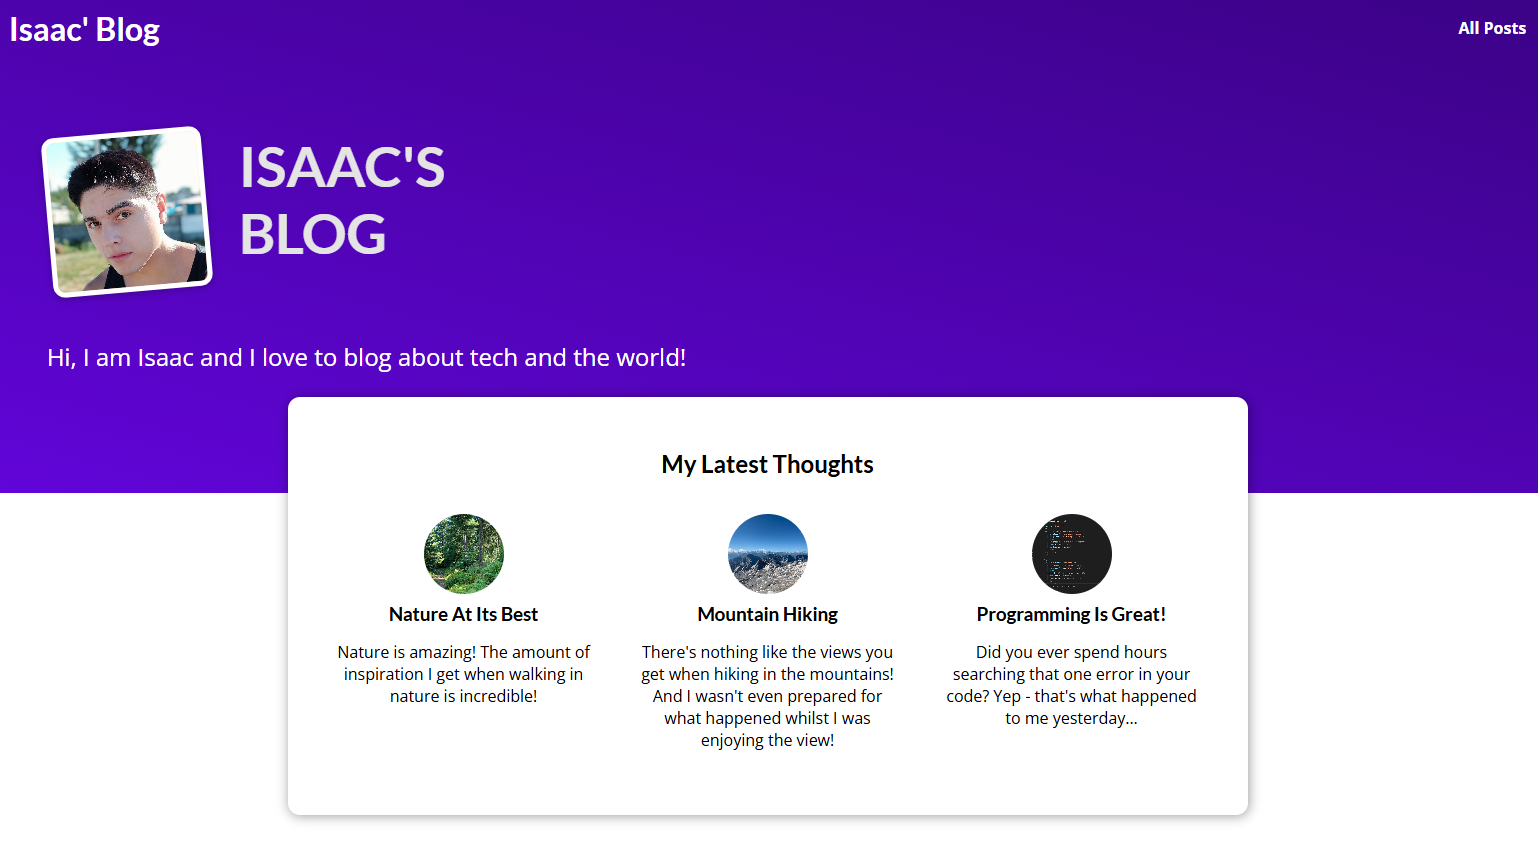 Isaac' Blog
All Posts
ISAAC'S
BLOG
Hi, I am Isaac and I love to blog about tech and the world!
My Latest Thoughts
Nature At Its Best
Nature is amazing! The amount of
inspiration I get when walking in
nature is incredible!
Mountain Hiking
There's nothing like the views you
get when hiking in the mountains!
And I wasn't even prepared for
what happened whilst I was
enjoying the view!
Programming Is Great!
Did you ever spend hours
searching that one error in your
code? Yep - that's what happened
to me yesterday...